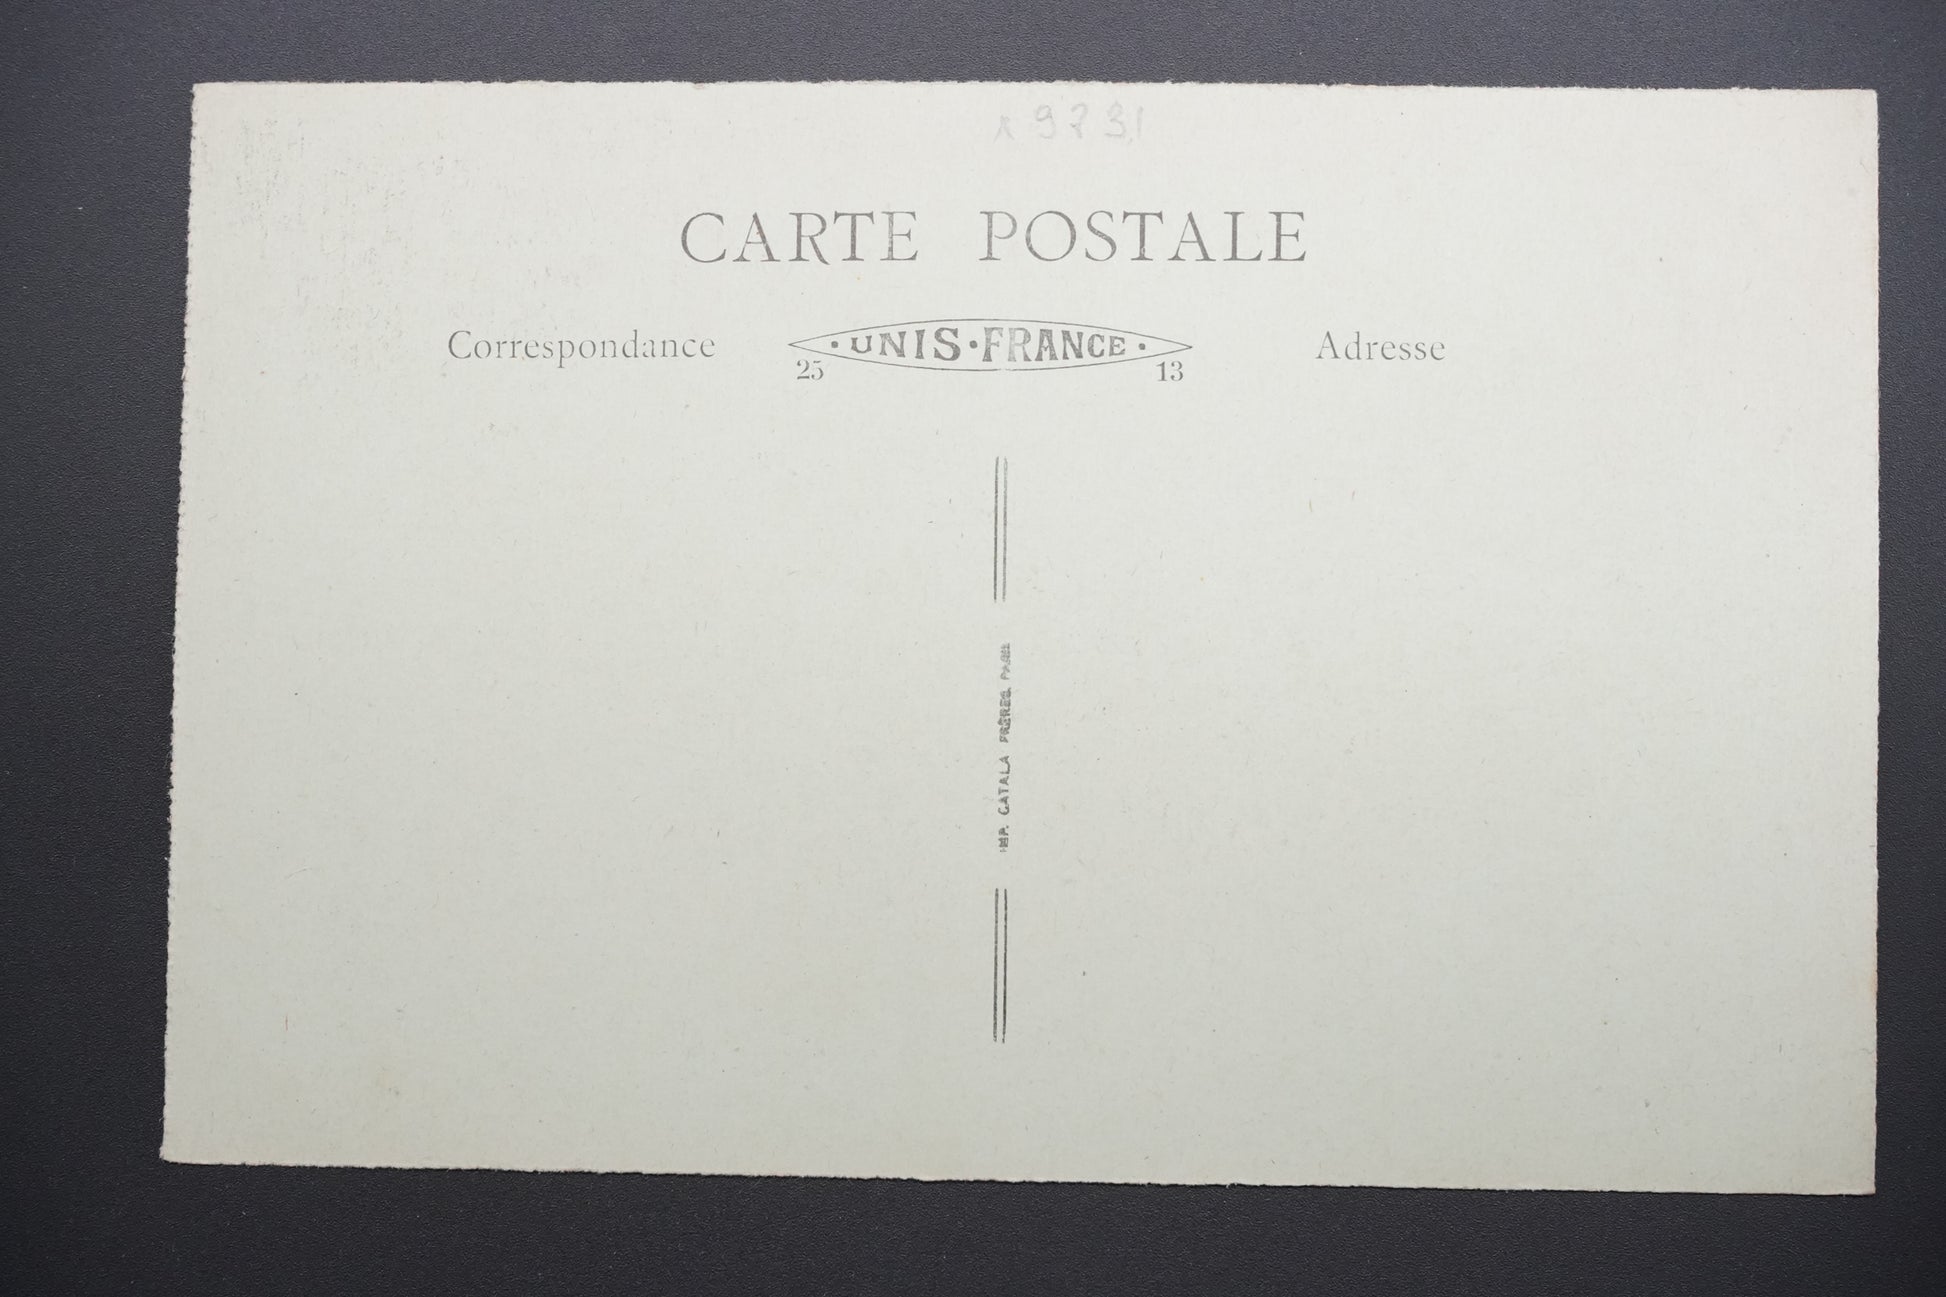 9731
CARTE POSTALE
Correspondance
·UNIS·FRANCE·
25 13
Adresse
IMP. CATALA FRÈRES. PARIS